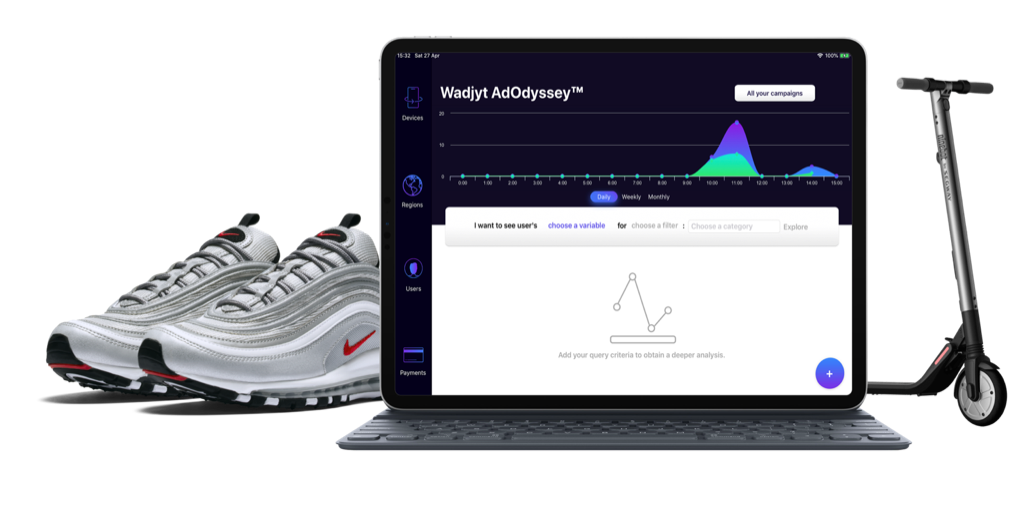 15:32 Sat 27 Apr
100%
Wadjyt AdOdyssey™
All your campaigns
Devices
Regions
Users
Payments
20
10
0
0:00 1:00 2:00 3:00 4:00 5:00 6:00 7:00 8:00 9:00 10:00 11:00 12:00 13:00 14:00 15:00
Daily Weekly Monthly
I want to see user's choose a variable for choose a filter : Choose a category Explore
Add your query criteria to obtain a deeper analysis.
+